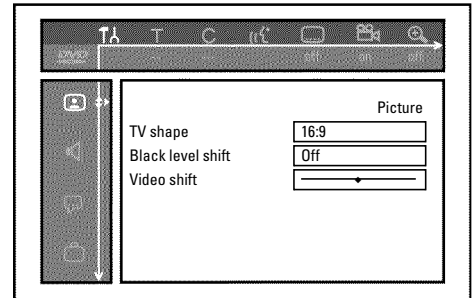 T C
DVD
off on off
Picture
TV shape 16:9
Black level shift Off
Video shift